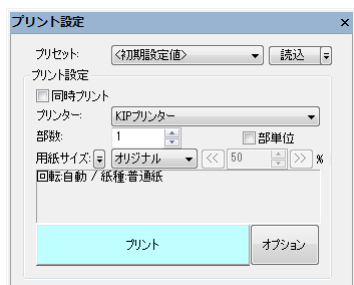 プリント設定 ×
プリセット: <初期設定値> 読込
プリント設定
同時プリント
プリンター: KIPプリンター
部数: 1 部単位
用紙サイズ: オリジナル << 50 >> %
回転:自動 / 紙種:普通紙
プリント オプション